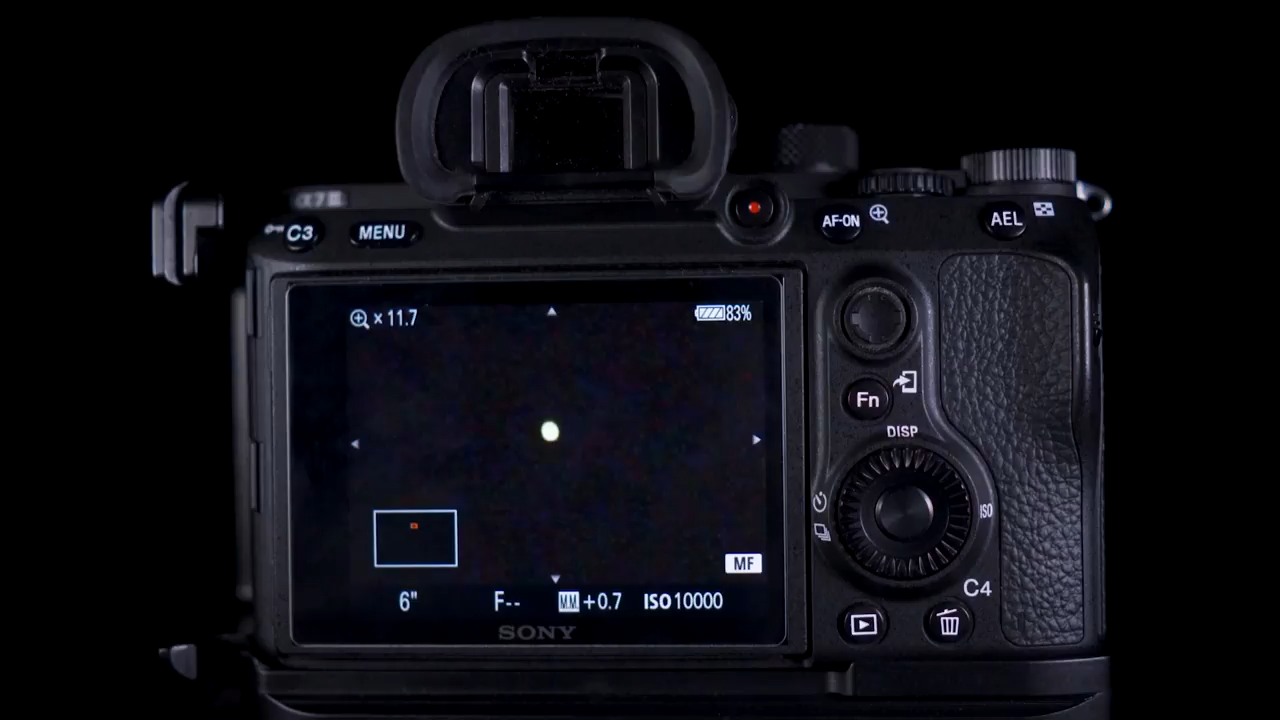 α7III
C3
MENU
AF-ON
AEL
× 11.7
83%
Fn
DISP
ISO
MF
C4
6"
F--
M.M. +0.7
ISO 10000
SONY